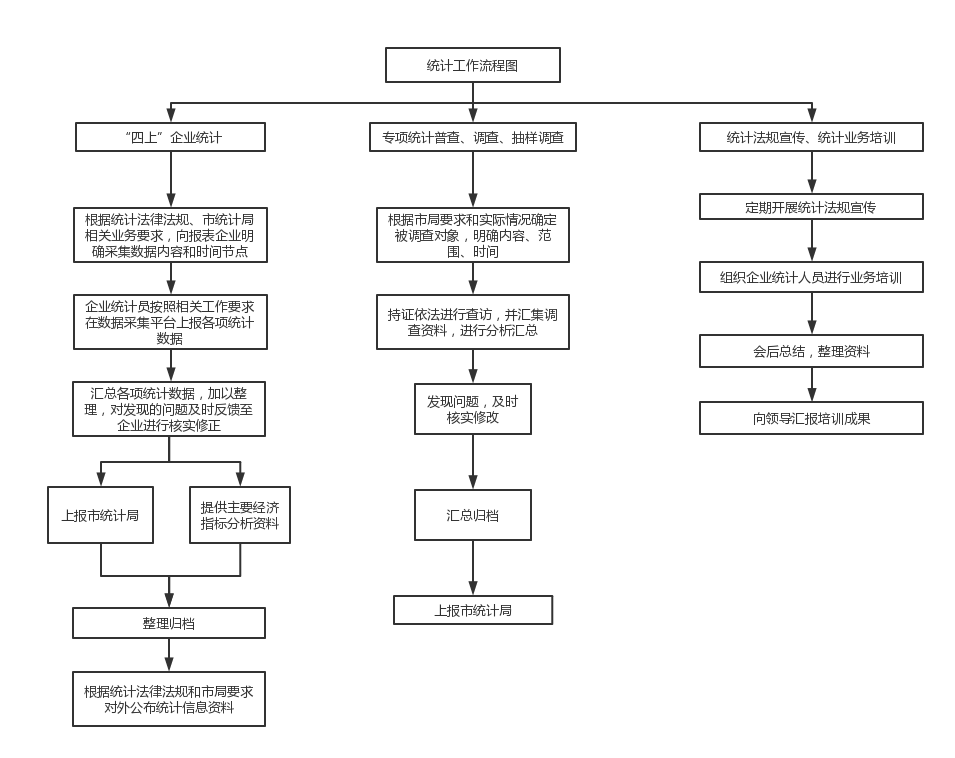 统计工作流程图
“四上”企业统计
专项统计普查、调查、抽样调查
统计法规宣传、统计业务培训
根据统计法律法规、市统计局
相关业务要求，向报表企业明
确采集数据内容和时间节点
企业统计员按照相关工作要求
在数据采集平台上报各项统计
数据
汇总各项统计数据，加以整
理，对发现的问题及时反馈至
企业进行核实修正
上报市统计局
提供主要经济
指标分析资料
整理归档
根据统计法律法规和市局要求
对外公布统计信息资料
根据市局要求和实际情况确定
被调查对象，明确内容、范
围、时间
持证依法进行查访，并汇集调
查资料，进行分析汇总
发现问题，及时
核实修改
汇总归档
上报市统计局
定期开展统计法规宣传
组织企业统计人员进行业务培训
会后总结，整理资料
向领导汇报培训成果